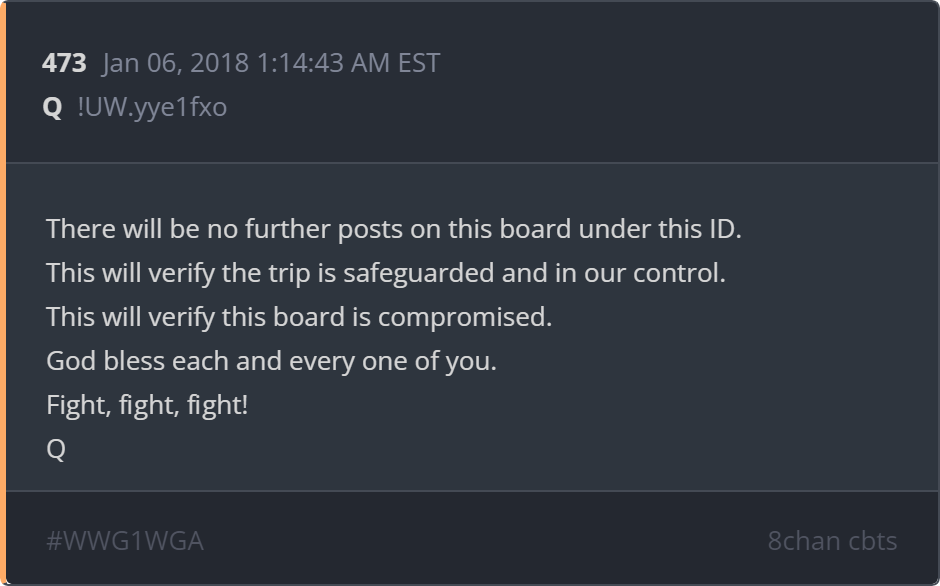 473 Jan 06, 2018 1:14:43 AM EST
Q !UW.yye1fxo
There will be no further posts on this board under this ID.
This will verify the trip is safeguarded and in our control.
This will verify this board is compromised.
God bless each and every one of you.
Fight, fight, fight!
Q
#WWG1WGA 8chan cbts